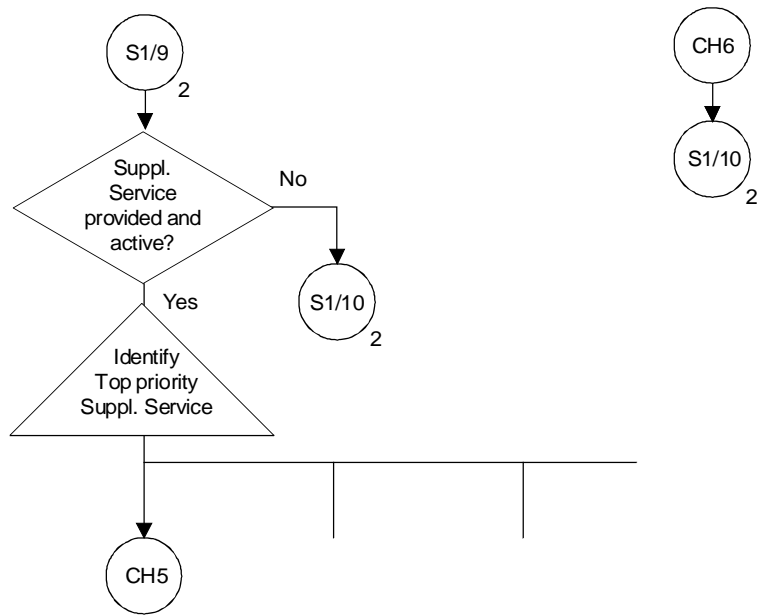 S1/9
2
Suppl.
Service
provided and
active?
No
S1/10
2
Yes
Identify
Top priority
Suppl. Service
CH5
CH6
S1/10
2